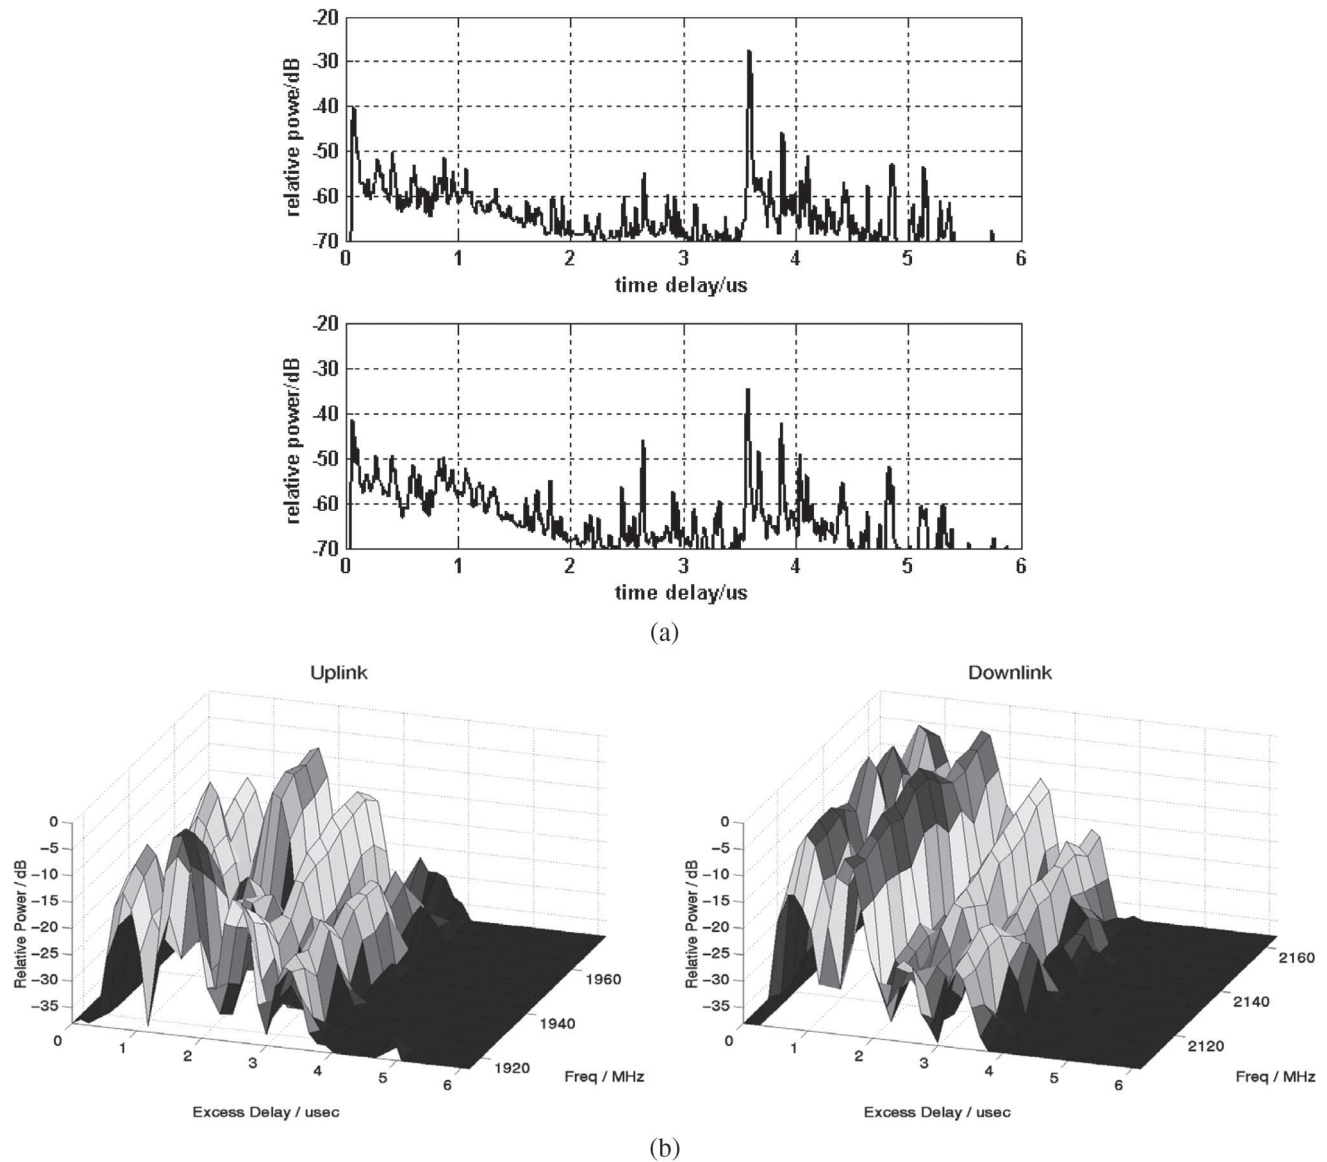 -20
-30
-40
-50
-60
-70
relative powe/dB
0 1 2 3 4 5 6
time delay/us
-20
-30
-40
-50
-60
-70
relative power/dB
0 1 2 3 4 5 6
time delay/us
(a)
Uplink
0
-5
-10
-15
-20
-25
-30
-35
Relative Power / dB
0 1 2 3 4 5 6
Excess Delay / usec
1920
1940
1960
Freq / MHz
Downlink
0
-5
-10
-15
-20
-25
-30
-35
Relative Power / dB
0 1 2 3 4 5 6
Excess Delay / usec
2120
2140
2160
Freq / MHz
(b)